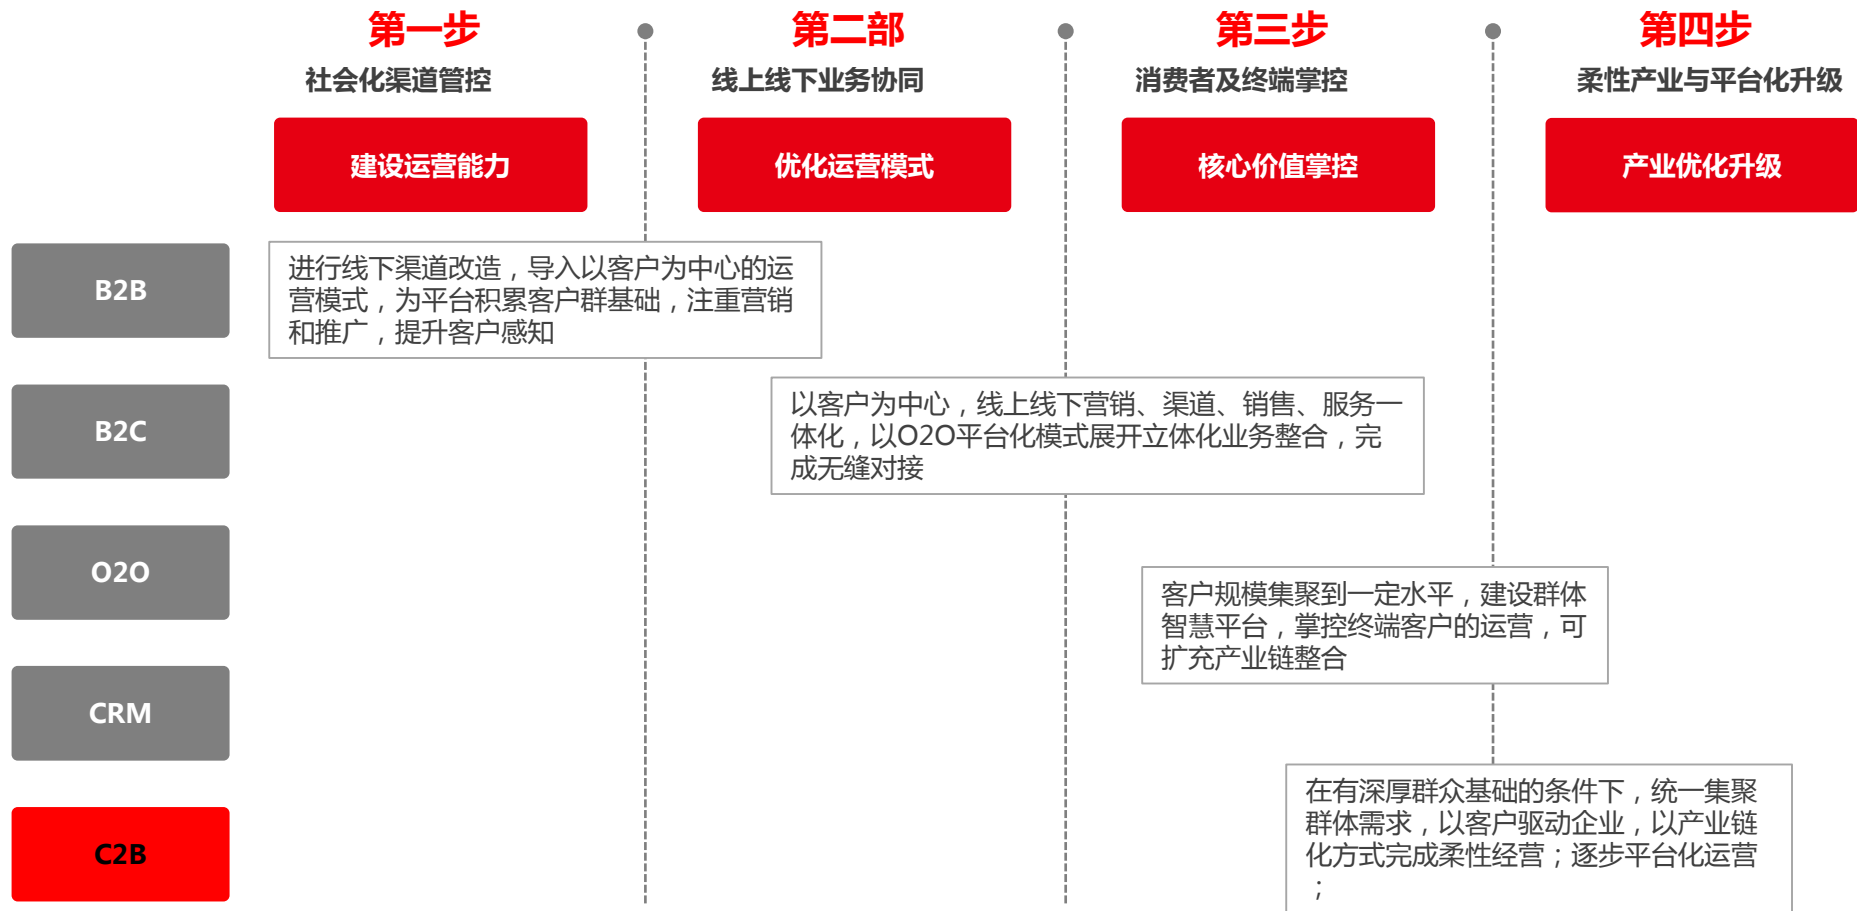 第一步
第二部
第三步
第四步
社会化渠道管控
线上线下业务协同
消费者及终端掌控
柔性产业与平台化升级
建设运营能力
优化运营模式
核心价值掌控
产业优化升级
B2B
进行线下渠道改造，导入以客户为中心的运
营模式，为平台积累客户群基础，注重营销
和推广，提升客户感知
B2C
以客户为中心，线上线下营销、渠道、销售、服务一
体化，以O2O平台化模式展开立体化业务整合，完
成无缝对接
O2O
客户规模集聚到一定水平，建设群体
智慧平台，掌控终端客户的运营，可
扩充产业链整合
CRM
C2B
在有深厚群众基础的条件下，统一集聚
群体需求，以客户驱动企业，以产业链
化方式完成柔性经营；逐步平台化运营
；